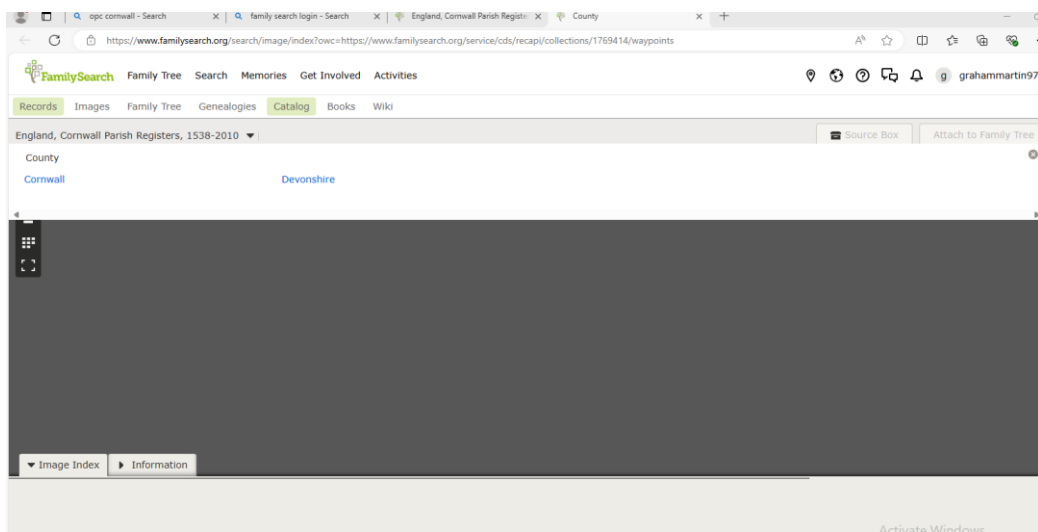 opc cornwall - Search
family search login - Search
England, Cornwall Parish Registe
County
https://www.familysearch.org/search/image/index?owc=https://www.familysearch.org/service/cds/recapi/collections/1769414/waypoints
FamilySearch Family Tree Search Memories Get Involved Activities g grahammartin97
Records Images Family Tree Genealogies Catalog Books Wiki
England, Cornwall Parish Registers, 1538-2010 Source Box Attach to Family Tree
County
Cornwall Devonshire
Image Index Information
Activate Windows